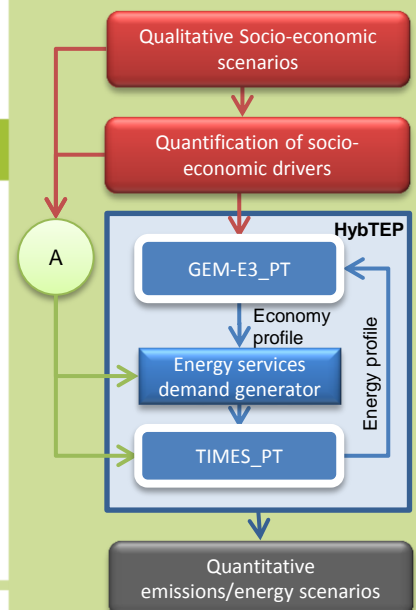 Qualitative Socio-economic
scenarios
Quantification of socio-
economic drivers
HybTEP
A
GEM-E3_PT
Economy
profile
Energy profile
Energy services
demand generator
TIMES_PT
Quantitative
emissions/energy scenarios